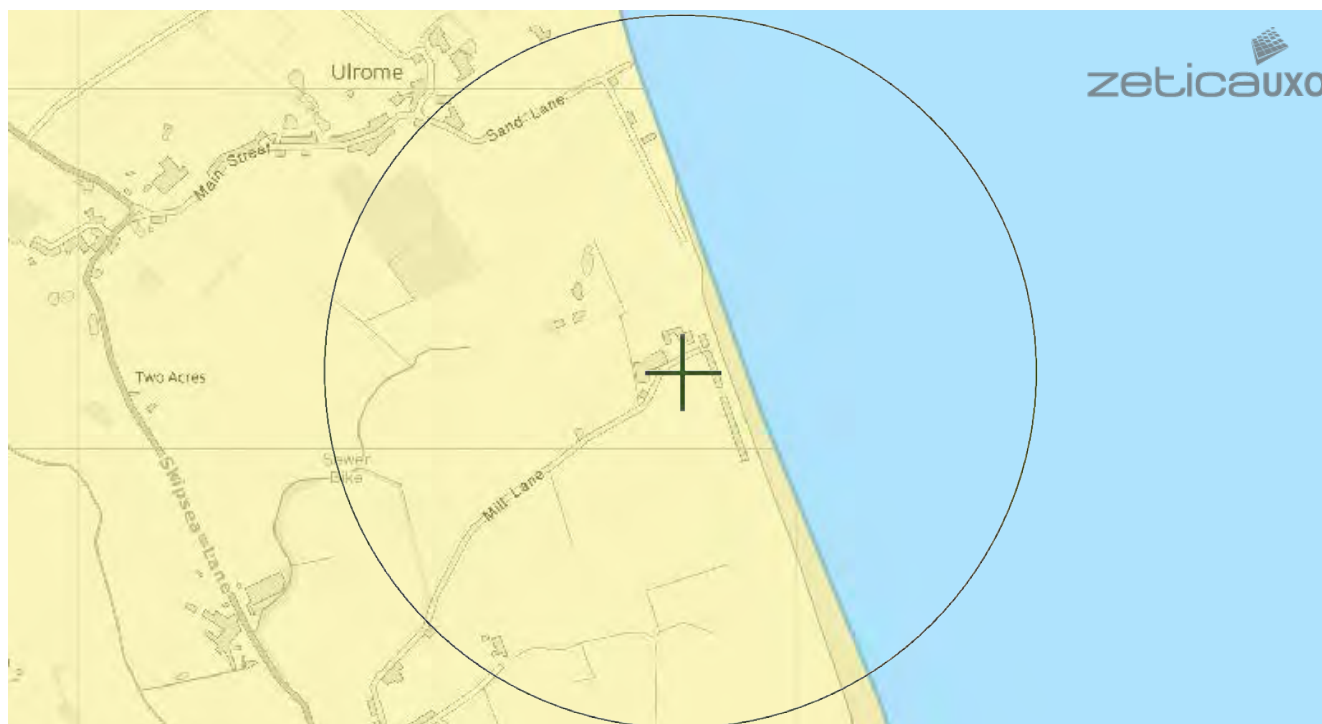 zeticauxo
Ulrome
Sand Lane
Main Street
Two Acres
Sewer
Dike
Mill Lane
Skipsea Lane